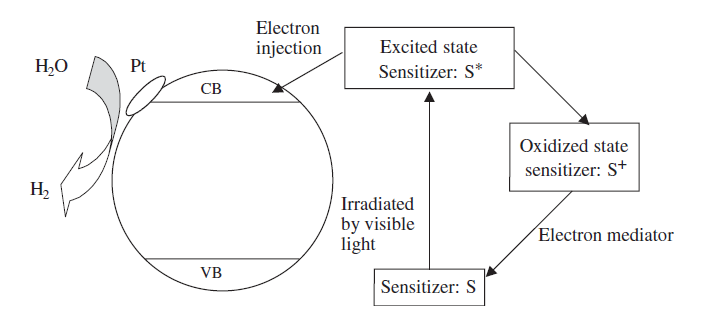 Electron
injection
H₂O
Pt
CB
Excited state
Sensitizer: S*
Oxidized state
sensitizer: S⁺
H₂
Irradiated
by visible
light
Electron mediator
VB
Sensitizer: S